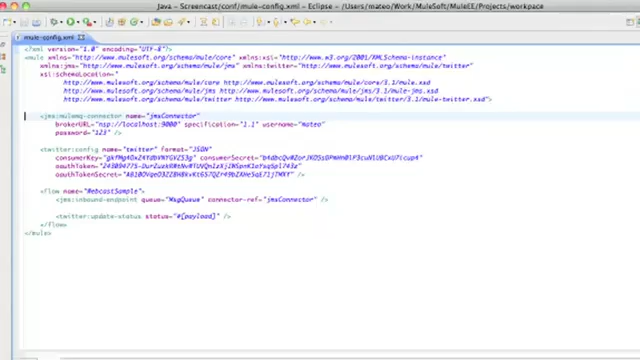 Java – Screencast/conf/mule-config.xml – Eclipse – /Users/mateo/Work/MuleSoft/MuleEE/Projects/workpace
mule-config.xml
<?xml version="1.0" encoding="UTF-8"?>
<mule xmlns="http://www.mulesoft.org/schema/mule/core" xmlns:xsi="http://www.w3.org/2001/XMLSchema-instance"
xmlns:jms="http://www.mulesoft.org/schema/mule/jms" xmlns:twitter="http://www.mulesoft.org/schema/mule/twitter"
xsi:schemaLocation="
http://www.mulesoft.org/schema/mule/core http://www.mulesoft.org/schema/mule/core/3.1/mule.xsd
http://www.mulesoft.org/schema/mule/jms http://www.mulesoft.org/schema/mule/jms/3.1/mule-jms.xsd
http://www.mulesoft.org/schema/mule/twitter http://www.mulesoft.org/schema/mule/twitter/3.1/mule-twitter.xsd">
<jms:mulemq-connector name="jmsConnector"
brokerURL="nsp://localhost:9000" specification="1.1" username="mateo"
password="123" />
<twitter:config name="twitter" format="JSON"
consumerKey= consumerSecret=
oauthToken=
oauthTokenSecret=
<flow name="WebcastSample">
<jms:inbound-endpoint queue="MsgQueue" connector-ref="jmsConnector" />
<twitter:update-status status="#[payload]" />
</flow>
</mule>